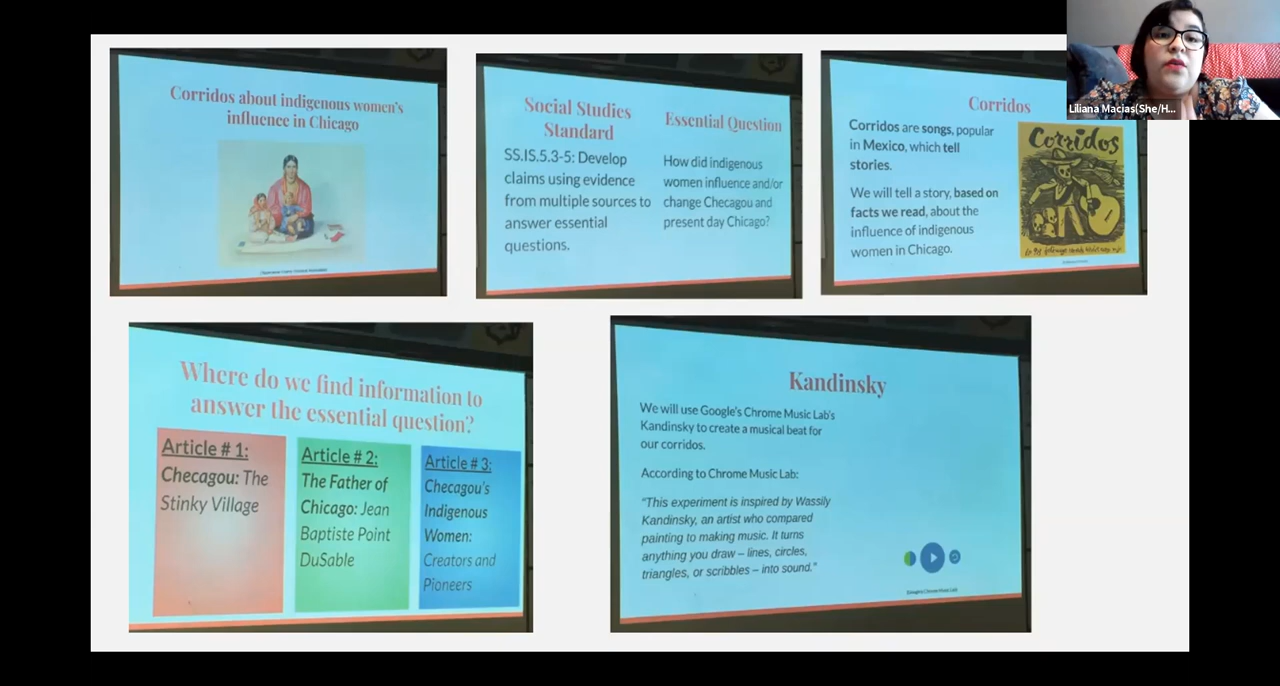 Liliana Macias(She/H...
Corridos about indigenous women's
influence in Chicago
Social Studies
Standard
SS.IS.5.3-5: Develop
claims using evidence
from multiple sources to
answer essential
questions.
Essential Question
How did indigenous
women influence and/or
change Checagou and
present day Chicago?
Corridos
Corridos are songs, popular
in Mexico, which tell
stories.
We will tell a story, based on
facts we read, about the
influence of indigenous
women in Chicago.
Corridos
Where do we find information to
answer the essential question?
Article # 1:
Checagou: The
Stinky Village
Article # 2:
The Father of
Chicago: Jean
Baptiste Point
DuSable
Article # 3:
Checagou's
Indigenous
Women:
Creators and
Pioneers
Kandinsky
We will use Google's Chrome Music Lab's
Kandinsky to create a musical beat for
our corridos.
According to Chrome Music Lab:
"This experiment is inspired by Wassily
Kandinsky, an artist who compared
painting to making music. It turns
anything you draw – lines, circles,
triangles, or scribbles – into sound."